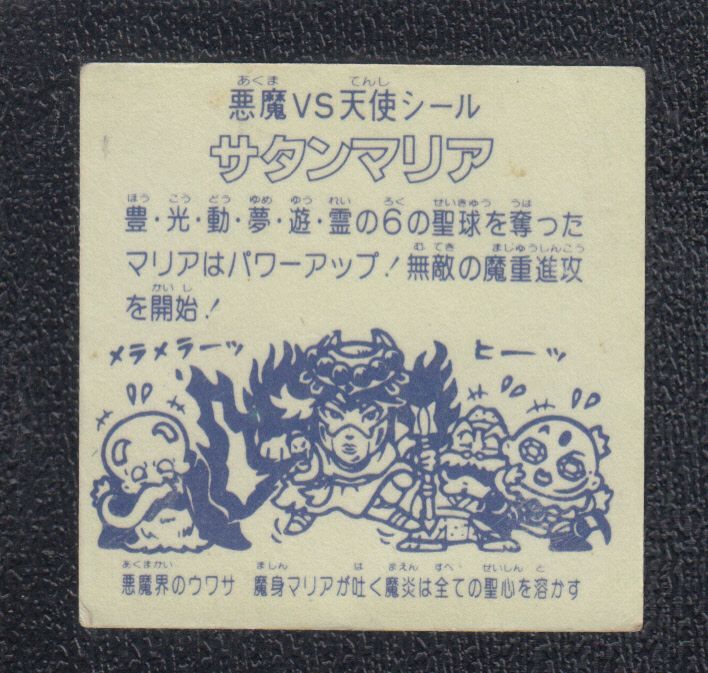 悪魔VS天使シール
サタンマリア
豊・光・動・夢・遊・霊の6の聖球を奪った
マリアはパワーアップ！無敵の魔重進攻
を開始！
メラメラーッ
ヒーッ
悪魔界のウワサ 魔身マリアが吐く魔炎は全ての聖心を溶かす